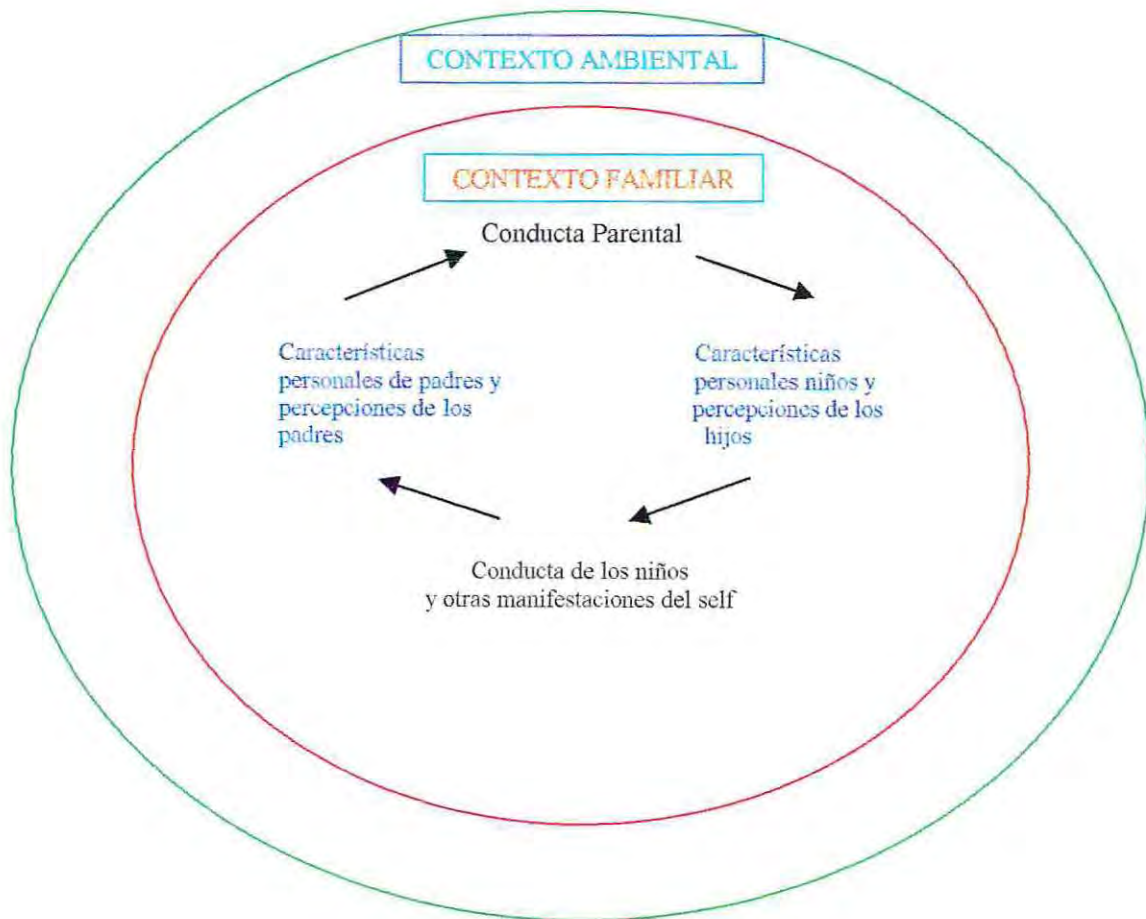 CONTEXTO AMBIENTAL
CONTEXTO FAMILIAR
Conducta Parental
Características
personales de padres y
percepciones de los
padres
Características
personales niños y
percepciones de los
hijos
Conducta de los niños
y otras manifestaciones del self